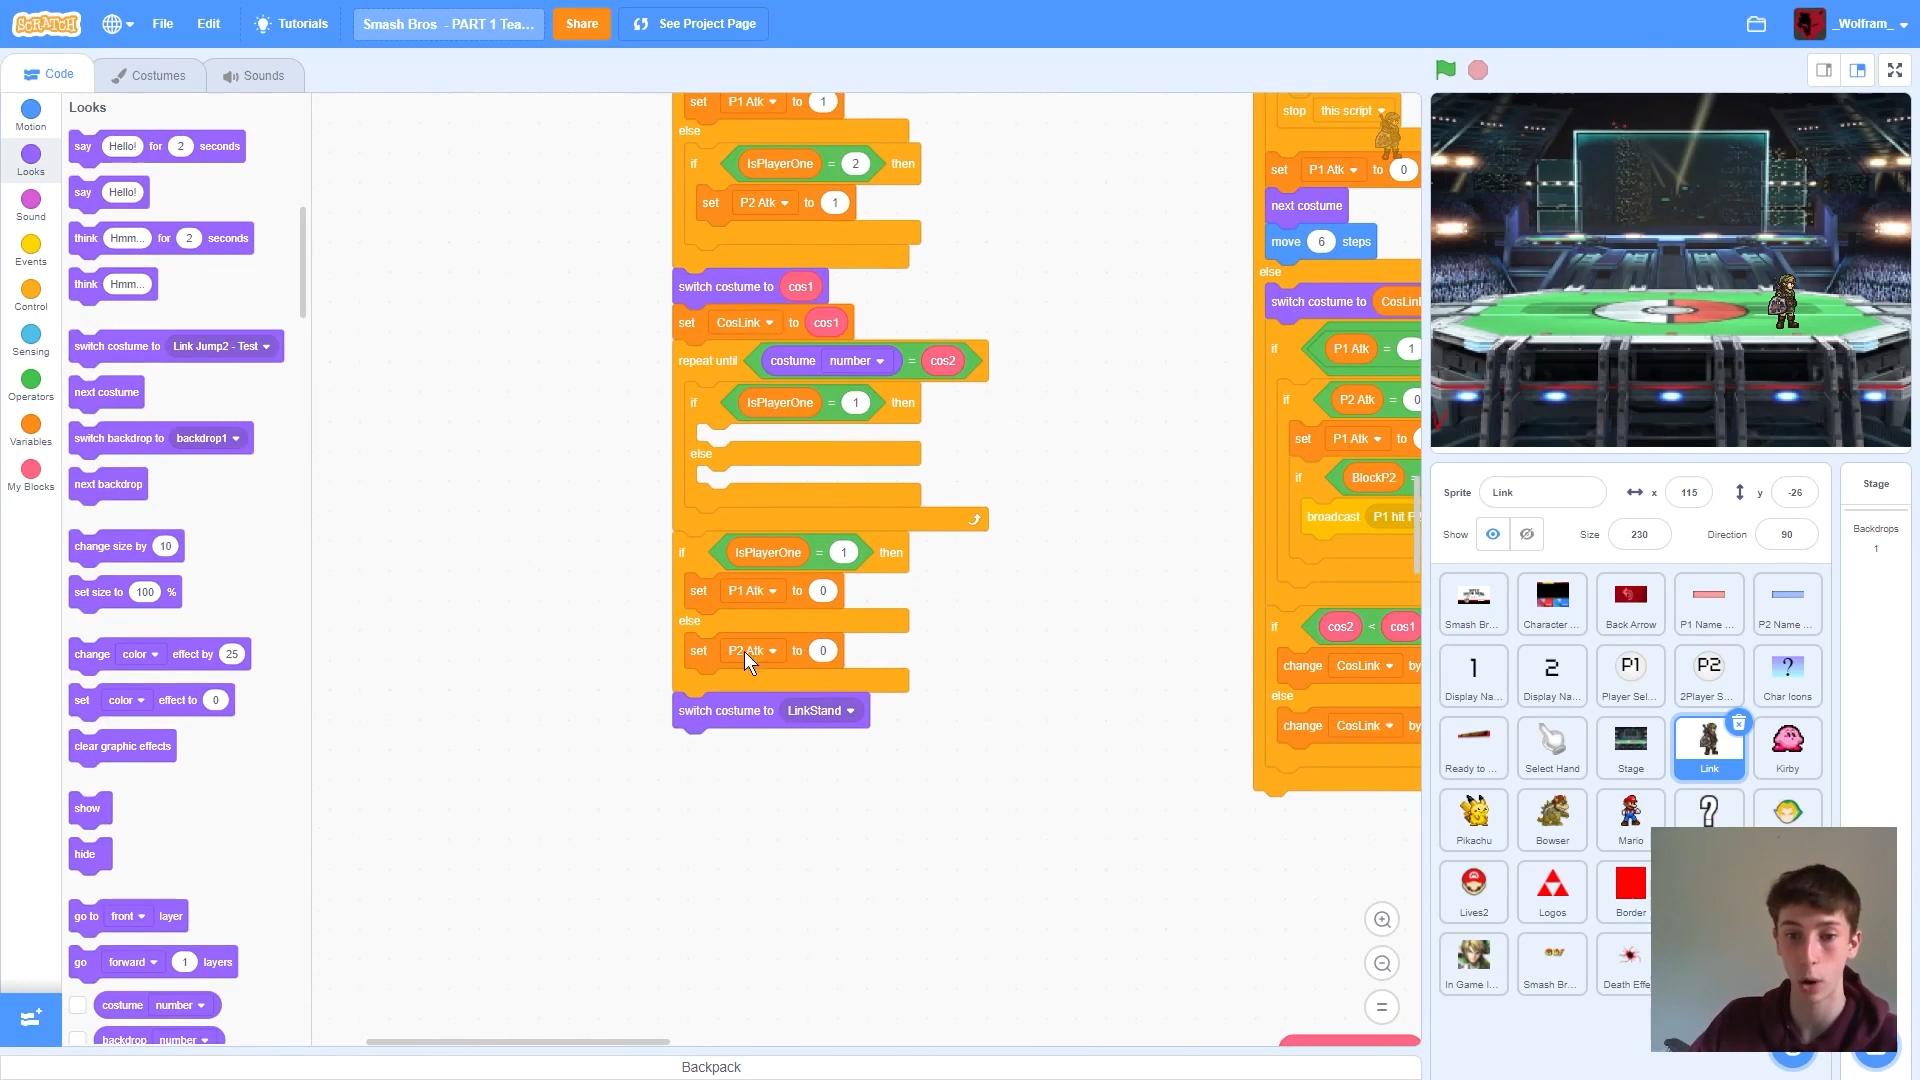 SCRATCH
File
Edit
Tutorials
Smash Bros - PART 1 Tea...
Share
See Project Page
_Wolfram_
Code
Costumes
Sounds
Motion
Looks
Sound
Events
Control
Sensing
Operators
Variables
My Blocks
Looks
say Hello! for 2 seconds
say Hello!
think Hmm... for 2 seconds
think Hmm...
switch costume to Link Jump2 - Test
next costume
switch backdrop to backdrop1
next backdrop
change size by 10
set size to 100 %
change color effect by 25
set color effect to 0
clear graphic effects
show
hide
go to front layer
go forward 1 layers
costume number
backdrop number
set P1 Atk to 1
else
if IsPlayerOne = 2 then
set P2 Atk to 1
switch costume to cos1
set CosLink to cos1
repeat until costume number = cos2
if IsPlayerOne = 1 then
else
if IsPlayerOne = 1 then
set P1 Atk to 0
else
set P2 Atk to 0
switch costume to LinkStand
stop this script
set P1 Atk to 0
next costume
move 6 steps
else
switch costume to CosLink
if P1 Atk = 1
if P2 Atk = 0
set P1 Atk to
if BlockP2 =
broadcast P1 hit P
if cos2 < cos1
change CosLink by
else
change CosLink by
Backpack
Sprite Link x 115 y -26
Show Size 230 Direction 90
Stage
Backdrops
1
Smash Br...
Character ...
Back Arrow
P1 Name ...
P2 Name ...
1
2
P1
P2
?
Display Na...
Display Na...
Player Sel...
2Player S...
Char Icons
Ready to ...
Select Hand
Stage
Link
Kirby
?
Pikachu
Bowser
Mario
Lives2
Logos
Border
In Game I...
Smash Br...
Death Effe